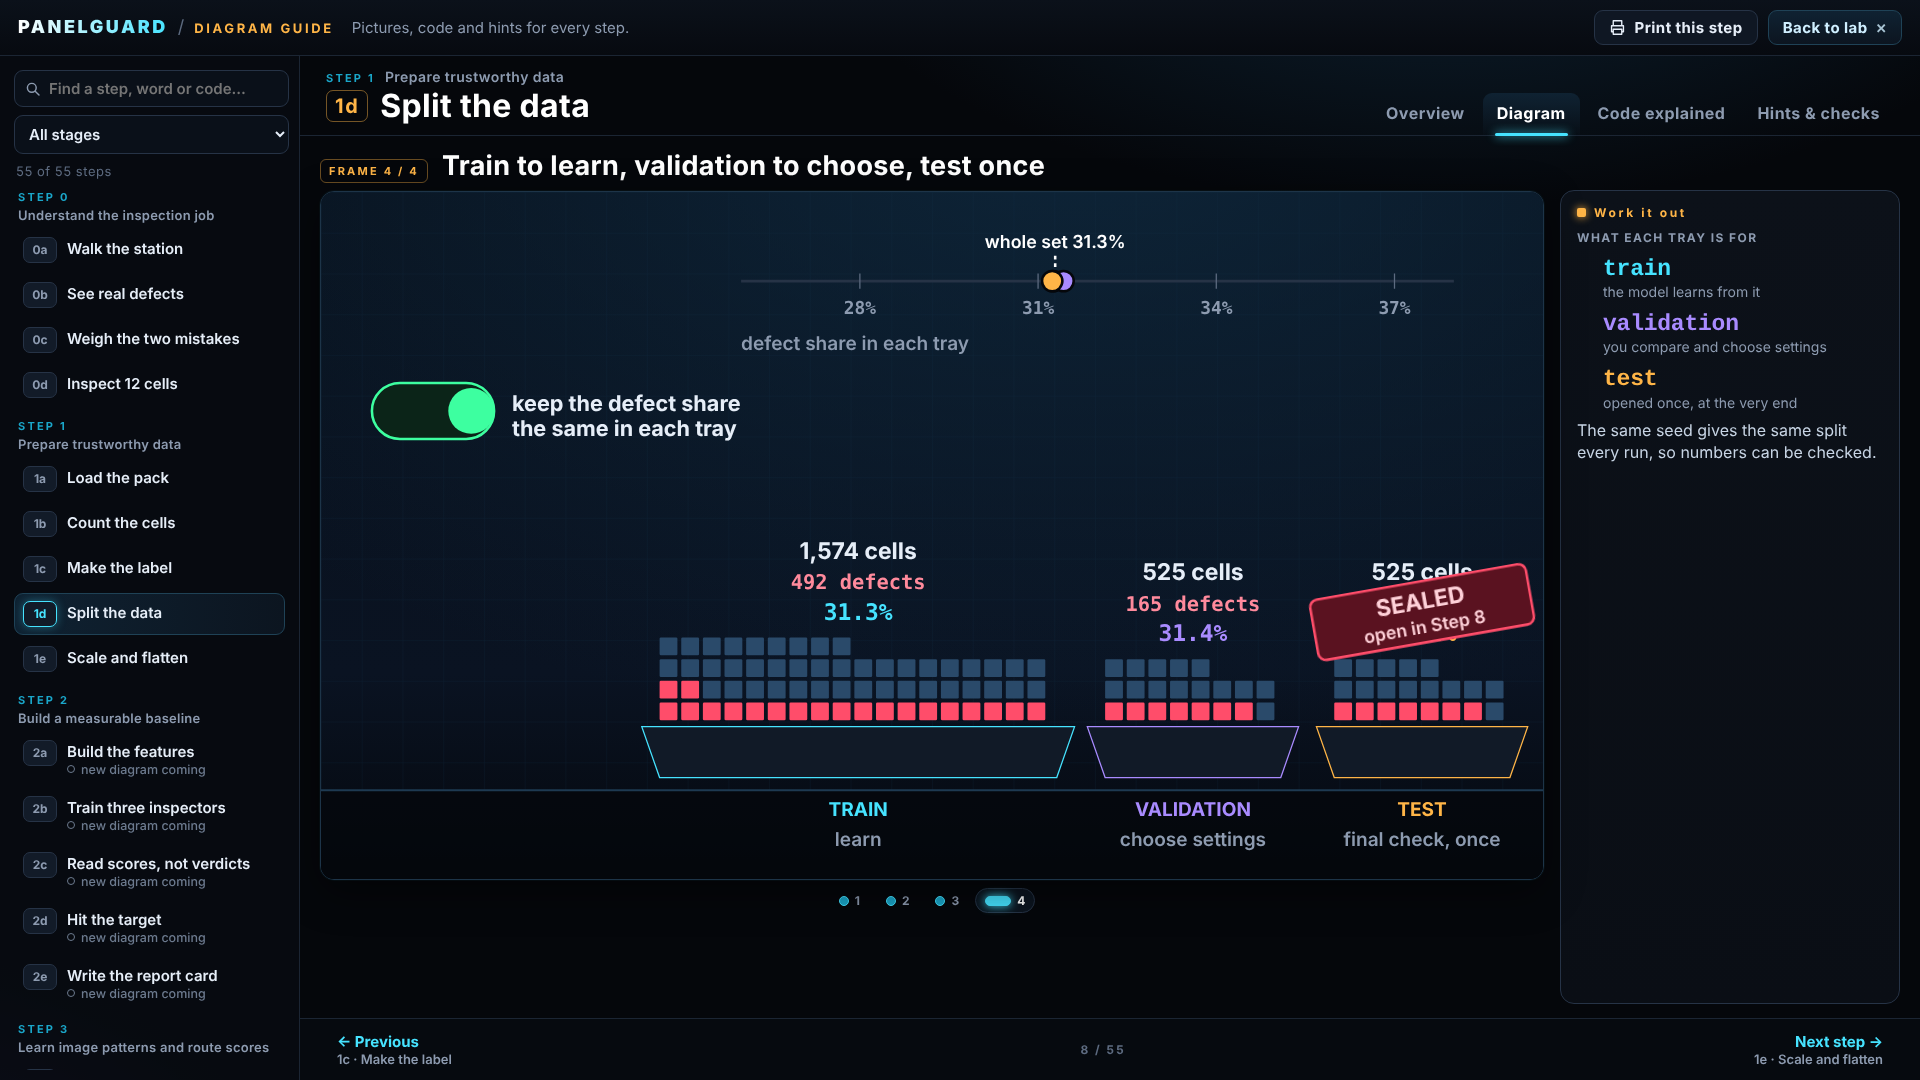 PANELGUARD / DIAGRAM GUIDE Pictures, code and hints for every step.
Print this step
Back to lab ×
Find a step, word or code...
All stages
55 of 55 steps
STEP 0
Understand the inspection job
0a Walk the station
0b See real defects
0c Weigh the two mistakes
0d Inspect 12 cells
STEP 1
Prepare trustworthy data
1a Load the pack
1b Count the cells
1c Make the label
1d Split the data
1e Scale and flatten
STEP 2
Build a measurable baseline
2a Build the features
new diagram coming
2b Train three inspectors
new diagram coming
2c Read scores, not verdicts
new diagram coming
2d Hit the target
new diagram coming
2e Write the report card
new diagram coming
STEP 3
Learn image patterns and route scores
STEP 1 Prepare trustworthy data
1d Split the data
Overview
Diagram
Code explained
Hints & checks
FRAME 4 / 4 Train to learn, validation to choose, test once
whole set 31.3%
28% 31% 34% 37%
defect share in each tray
keep the defect share
the same in each tray
1,574 cells
492 defects
31.3%
525 cells
165 defects
31.4%
525 cells
SEALED
open in Step 8
TRAIN
learn
VALIDATION
choose settings
TEST
final check, once
1 2 3 4
Work it out
WHAT EACH TRAY IS FOR
train
the model learns from it
validation
you compare and choose settings
test
opened once, at the very end
The same seed gives the same split
every run, so numbers can be checked.
← Previous
1c · Make the label
8 / 55
Next step →
1e · Scale and flatten